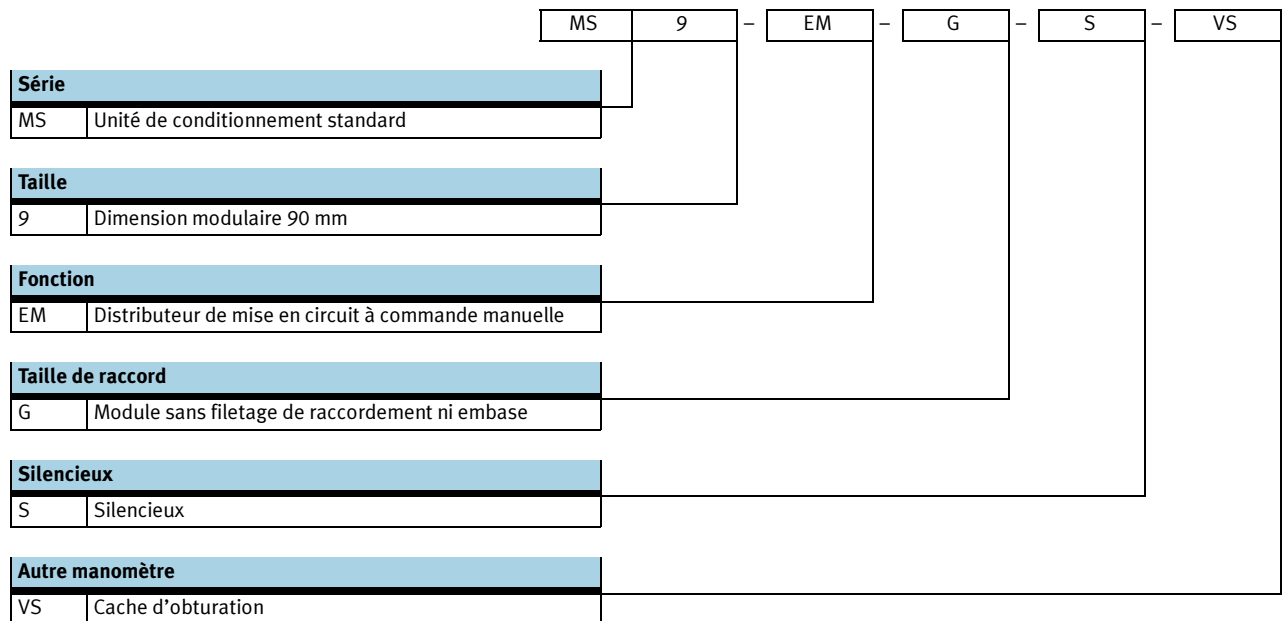 MS 9 – EM – G – S – VS
Série
MS Unité de conditionnement standard
Taille
9 Dimension modulaire 90 mm
Fonction
EM Distributeur de mise en circuit à commande manuelle
Taille de raccord
G Module sans filetage de raccordement ni embase
Silencieux
S Silencieux
Autre manomètre
VS Cache d'obturation